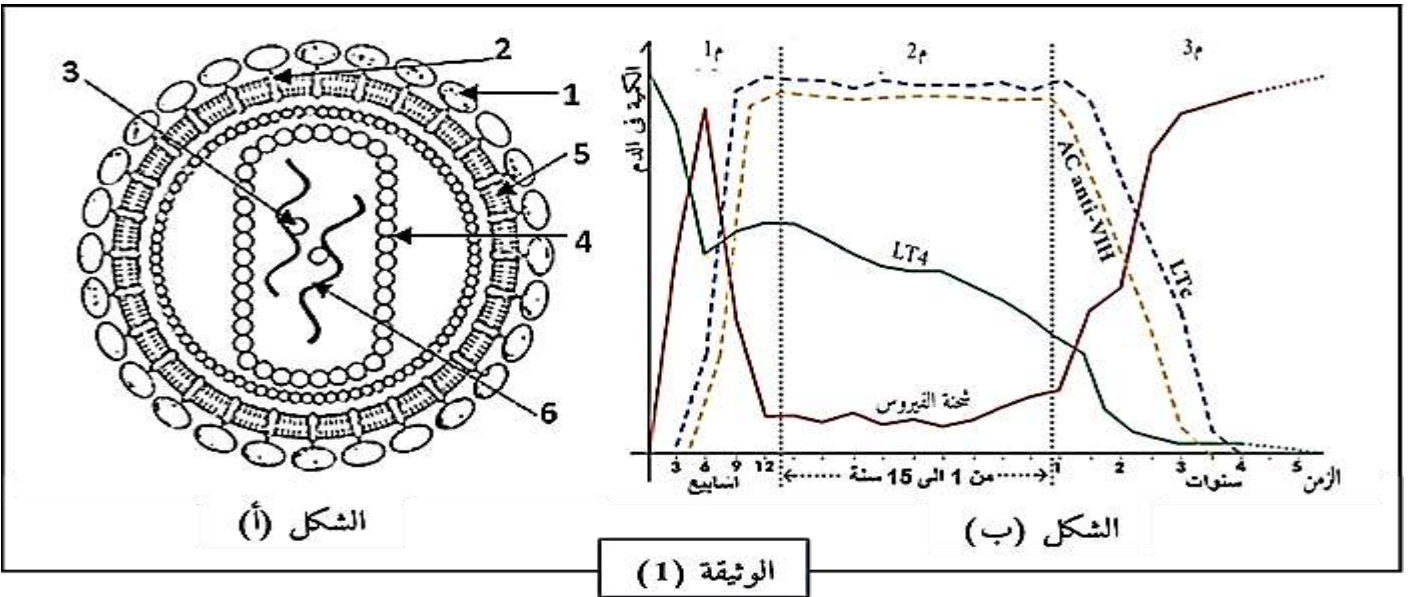 1
2
3
4
5
6
الشكل (أ)
الكمية في الدم
م1
م2
م3
LT4
AC anti-VIH
LTc
شحنة الفيروس
3 6 9 12
اسابيع
من 1 الى 15 سنة
1 2 3 4 5
سنوات
الزمن
الشكل (ب)
الوثيقة (1)